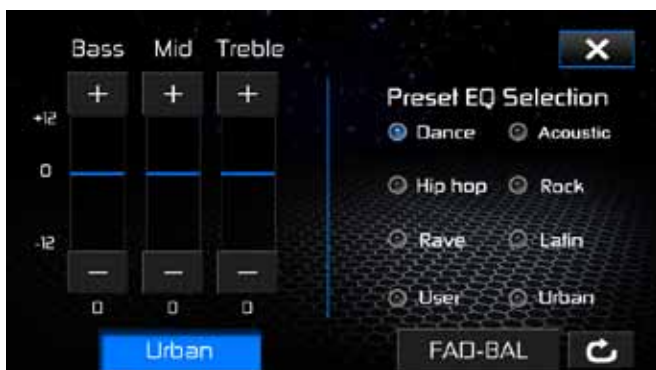 Bass Mid Treble
X
+ + +
Preset EQ Selection
+12
Dance Acoustic
0
Hip hop Rock
-12
Rave Latin
− − −
User Urban
0 0 0
Urban
FAD-BAL